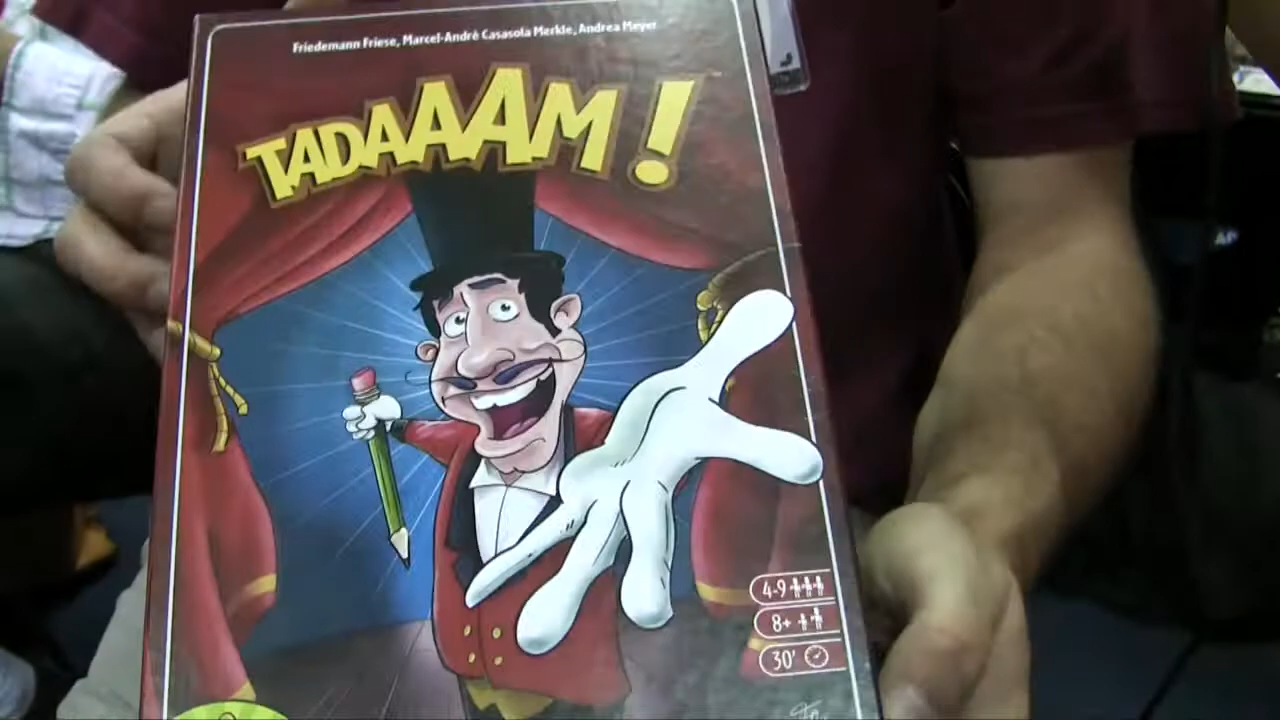 Friedemann Friese, Marcel-André Casasola Merkle, Andrea Meyer
TADAAAM!
4-9
8+
30'